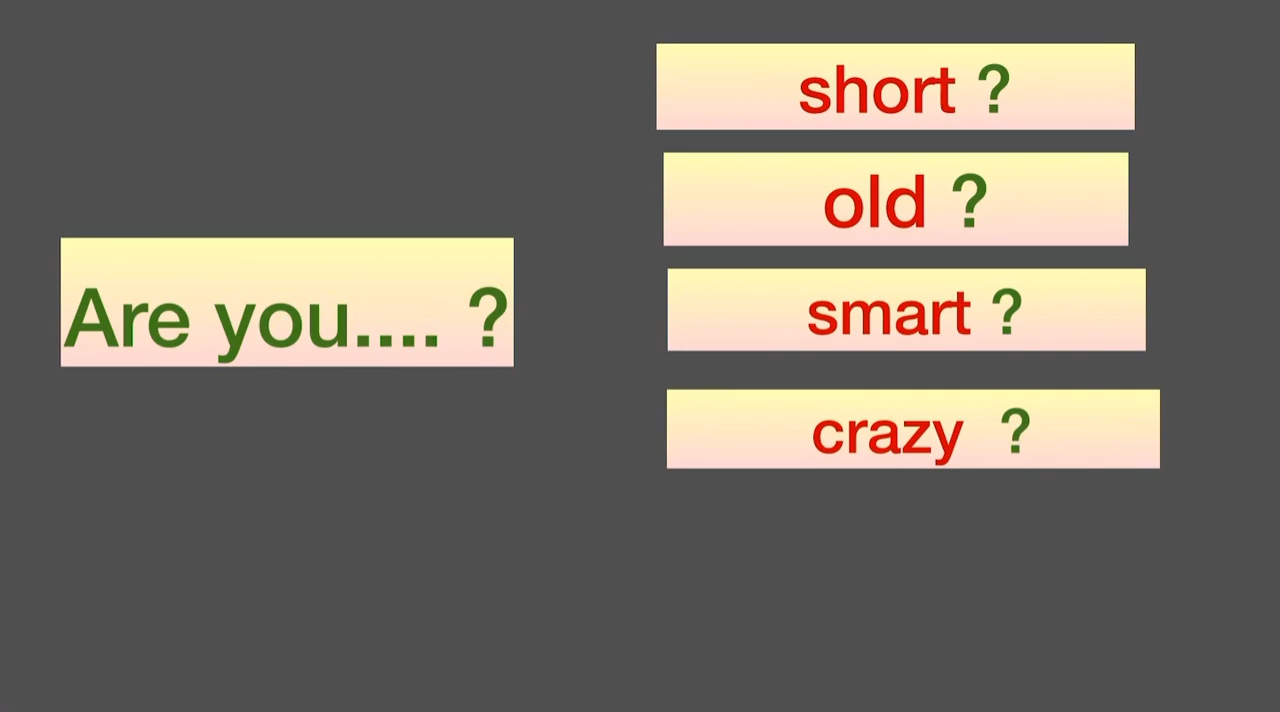 Are you.... ?
short ?
old ?
smart ?
crazy ?